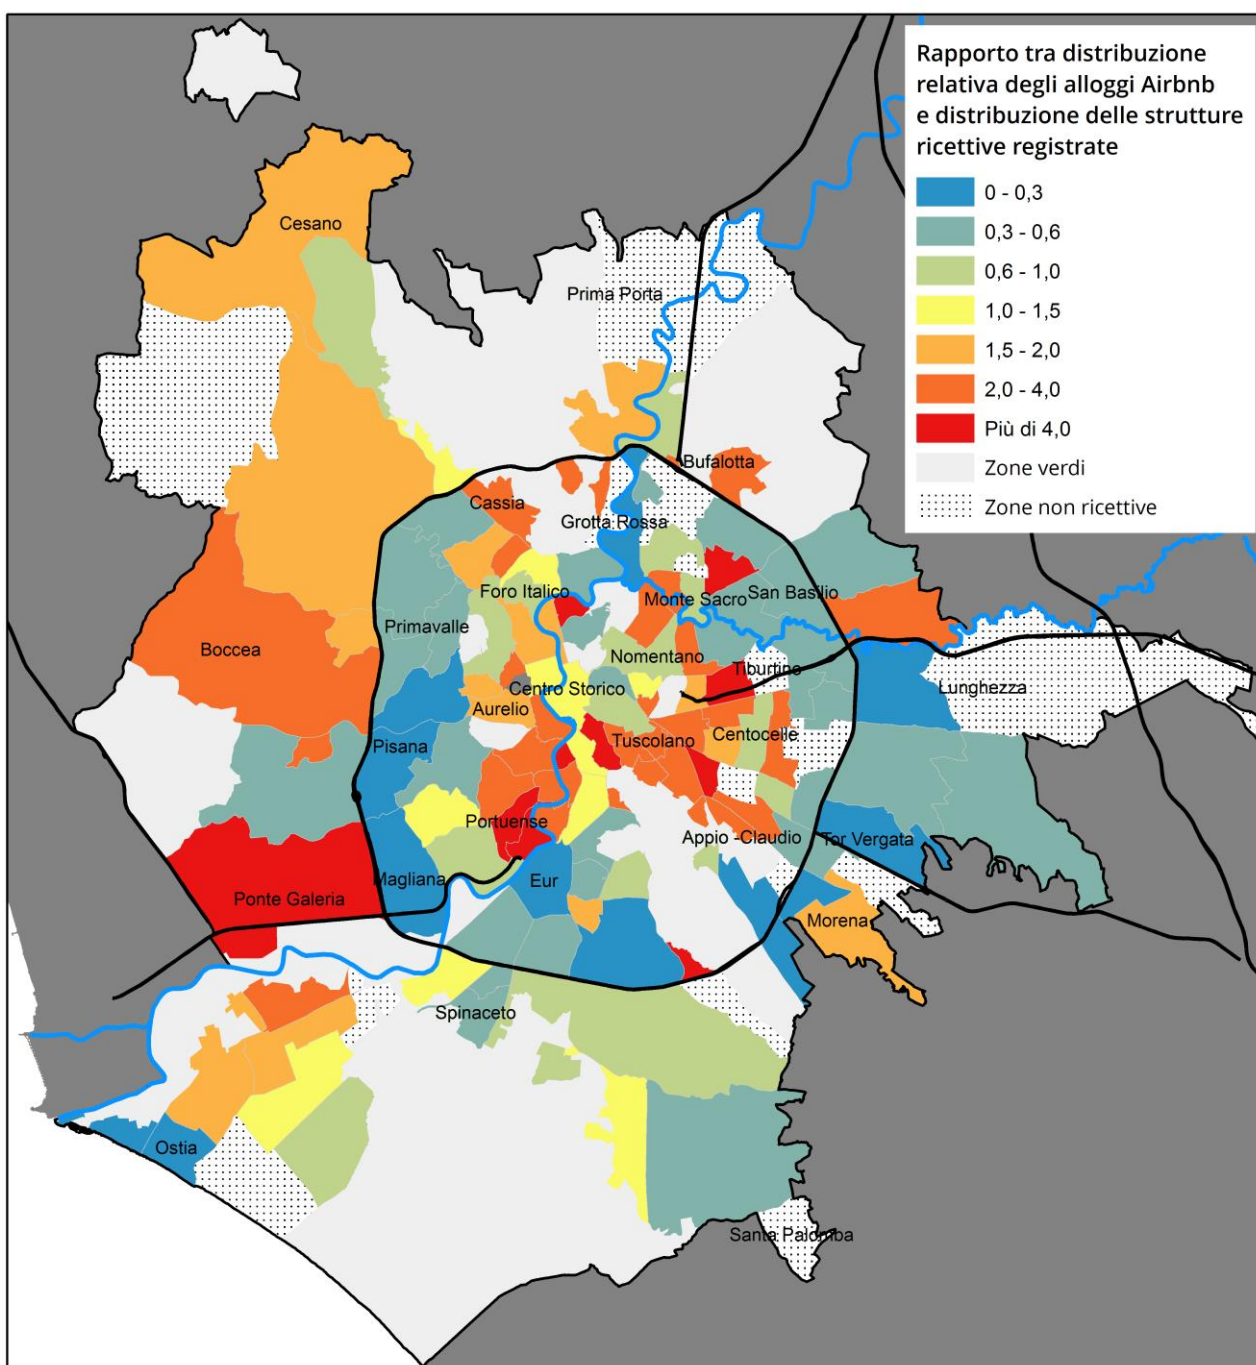 Rapporto tra distribuzione
relativa degli alloggi Airbnb
e distribuzione delle strutture
ricettive registrate
0 - 0,3
0,3 - 0,6
0,6 - 1,0
1,0 - 1,5
1,5 - 2,0
2,0 - 4,0
Più di 4,0
Zone verdi
Zone non ricettive
Cesano
Prima Porta
Bufalotta
Cassia
Grotta Rossa
Foro Italico
Monte Sacro
San Basilio
Primavalle
Boccea
Nomentano
Tiburtino
Centro Storico
Lunghezza
Aurelio
Tuscolano
Centocelle
Pisana
Portuense
Appio -Claudio
Tor Vergata
Magliana
Eur
Ponte Galeria
Morena
Spinaceto
Ostia
Santa Palomba